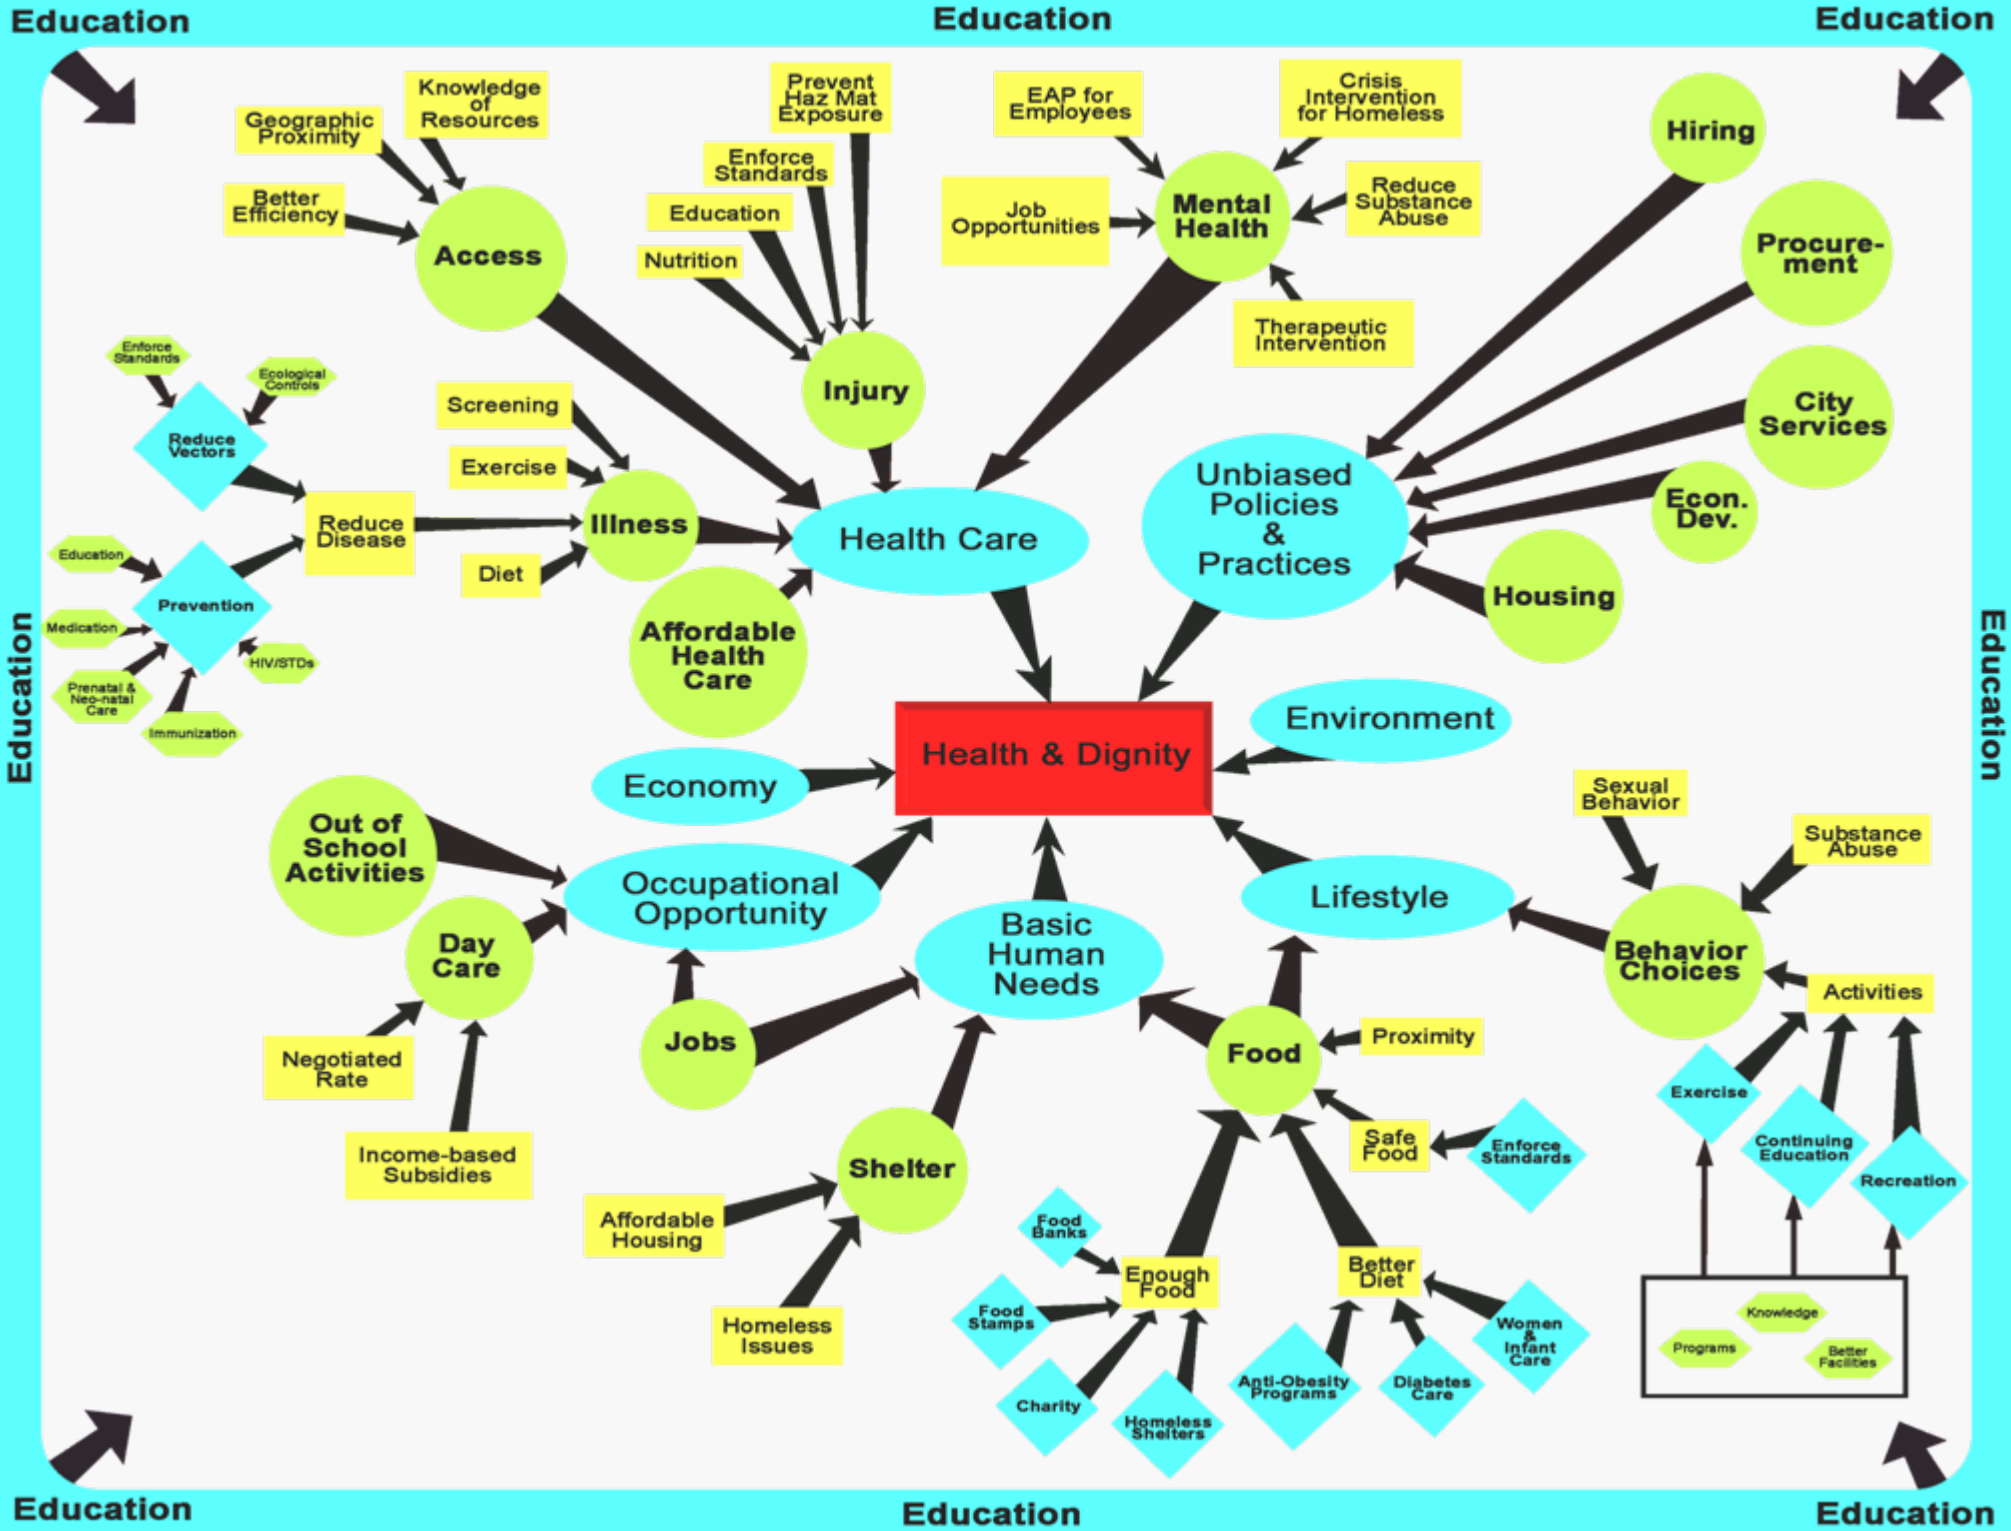 Education
Education
Education
Knowledge
of
Resources
Geographic
Proximity
Better
Efficiency
Access
Prevent
Haz Mat
Exposure
Enforce
Standards
Education
Nutrition
Injury
EAP for
Employees
Crisis
Intervention
for Homeless
Job
Opportunities
Mental
Health
Reduce
Substance
Abuse
Therapeutic
Intervention
Hiring
Procure-
ment
City
Services
Econ.
Dev.
Housing
Unbiased
Policies
&
Practices
Enforce
Standards
Ecological
Controls
Reduce
Vectors
Screening
Exercise
Reduce
Disease
Illness
Diet
Health Care
Education
Prevention
Medication
HIV/STDs
Prenatal &
Neo-natal
Care
Immunization
Affordable
Health
Care
Education
Education
Health & Dignity
Environment
Economy
Out of
School
Activities
Occupational
Opportunity
Day
Care
Negotiated
Rate
Income-based
Subsidies
Jobs
Basic
Human
Needs
Lifestyle
Sexual
Behavior
Substance
Abuse
Behavior
Choices
Activities
Exercise
Continuing
Education
Recreation
Knowledge
Programs
Better
Facilities
Food
Proximity
Safe
Food
Enforce
Standards
Shelter
Affordable
Housing
Homeless
Issues
Food
Banks
Enough
Food
Food
Stamps
Charity
Homeless
Shelters
Better
Diet
Women
&
Infant
Care
Anti-Obesity
Programs
Diabetes
Care
Education
Education
Education